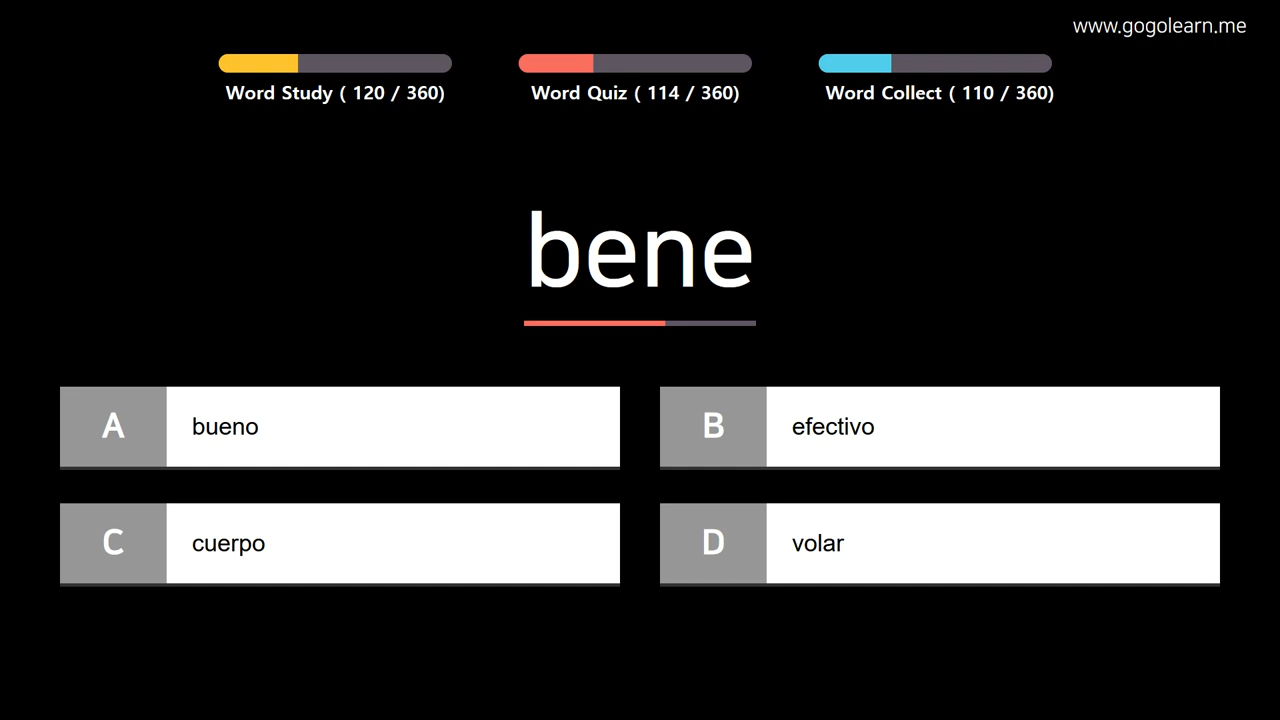 www.gogolearn.me
Word Study ( 120 / 360)
Word Quiz ( 114 / 360)
Word Collect ( 110 / 360)
bene
A bueno
B efectivo
C cuerpo
D volar